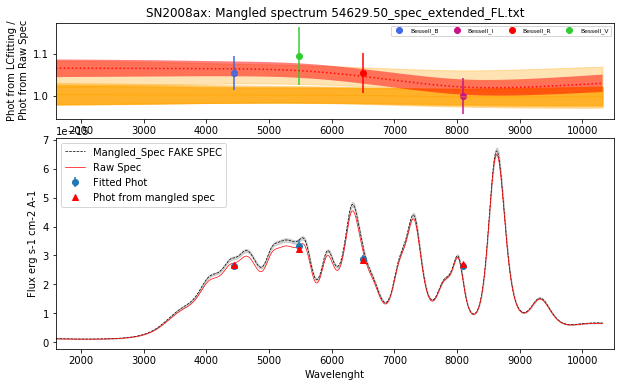 SN2008ax: Mangled spectrum 54629.50_spec_extended_FL.txt
Phot from LCfitting /
Phot from Raw Spec
Bessell_B
Bessell_I
Bessell_R
Bessell_V
1.1
1.0
2000 3000 4000 5000 6000 7000 8000 9000 10000
Mangled_Spec FAKE SPEC
Raw Spec
Fitted Phot
Phot from mangled spec
Flux erg s-1 cm-2 A-1
7
6
5
4
3
2
1
0
2000 3000 4000 5000 6000 7000 8000 9000 10000
Wavelenght